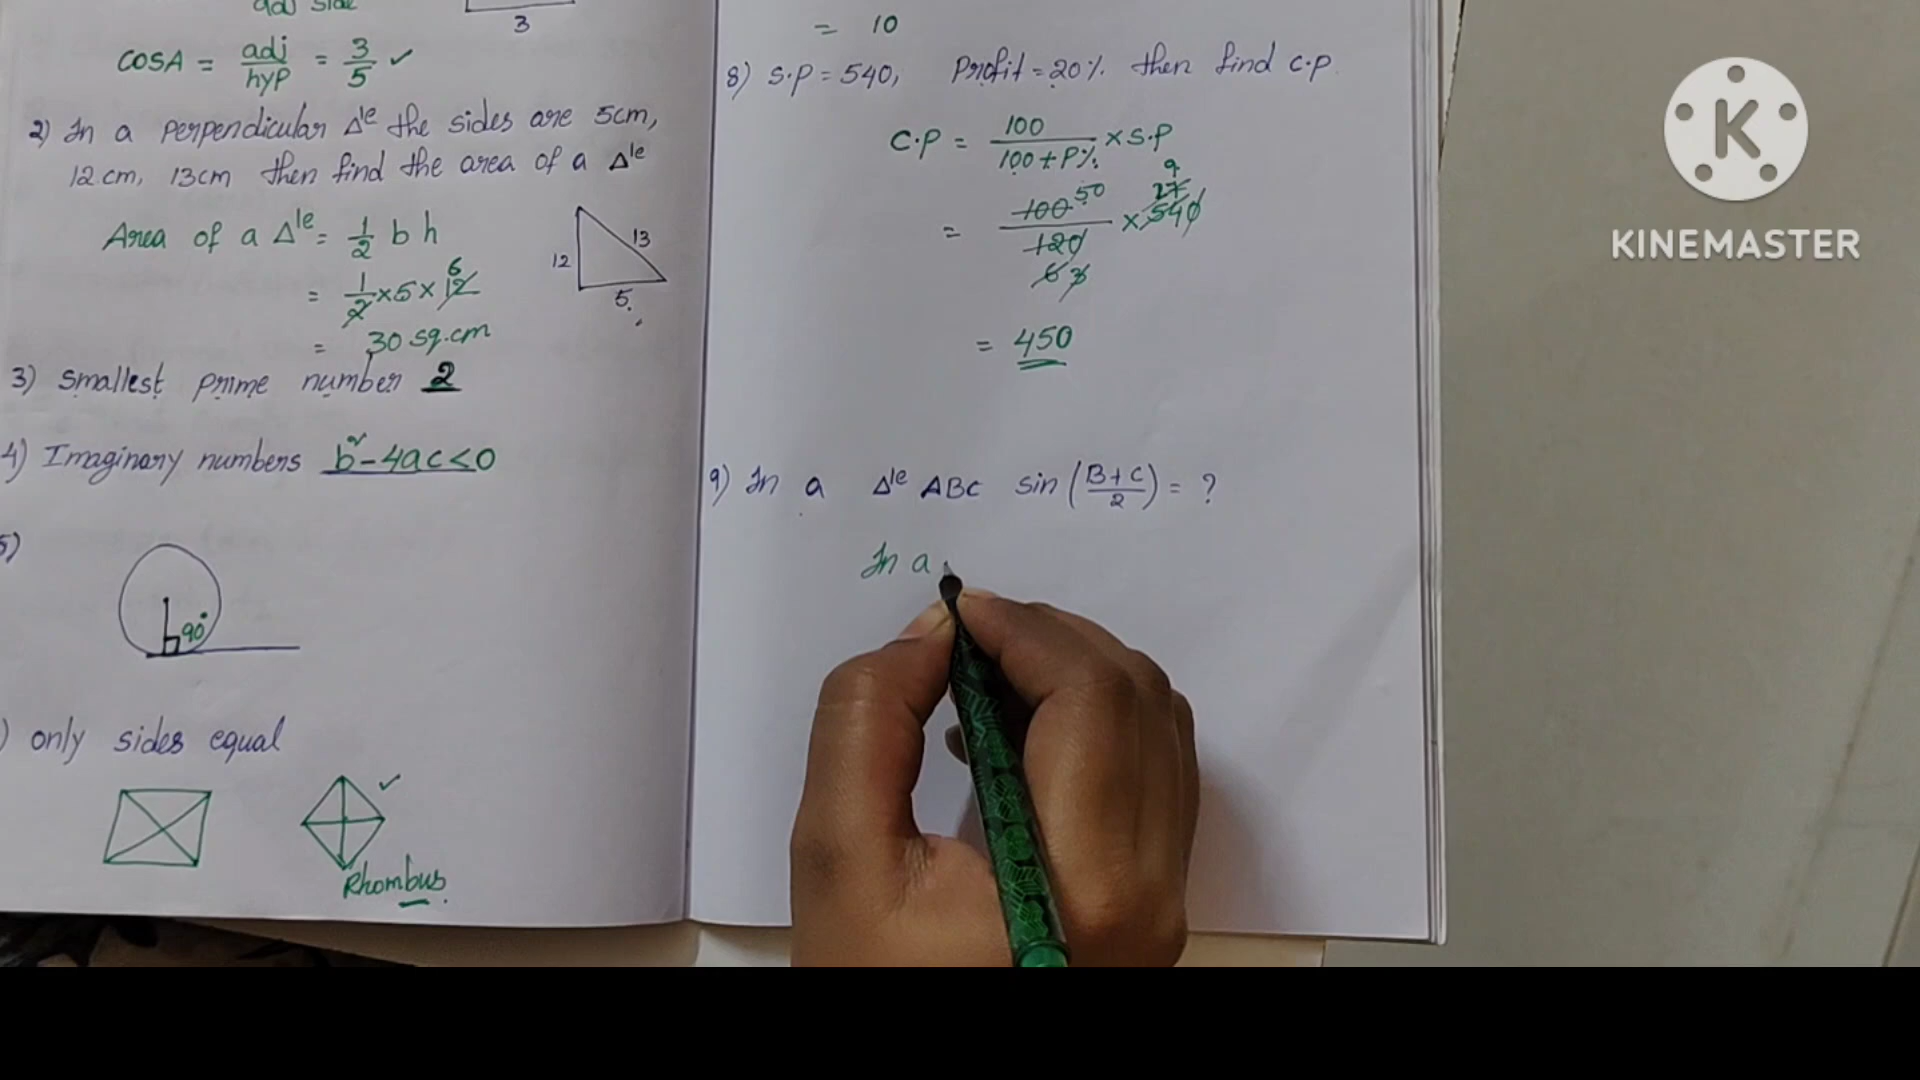 adj side
3
cosA = adj/hyp = 3/5 ✓
2) In a perpendicular Δle the sides are 5cm,
12cm, 13cm then find the area of a Δle
Area of a Δle = 1/2 b h
= 1/2 × 5 × 12 6
= 30 sq.cm
12
13
5
3) Smallest prime number 2
4) Imaginary numbers b²-4ac<0
5)
90°
) only sides equal
Rhombus
= 10
8) S.P = 540, Profit = 20% then find C.P
C.P = 100/100+P% × S.P
= 100 50/120 6 3 × 540 27 9
= 450
9) In a Δle ABC sin(B+C/2) = ?
In a
KINEMASTER